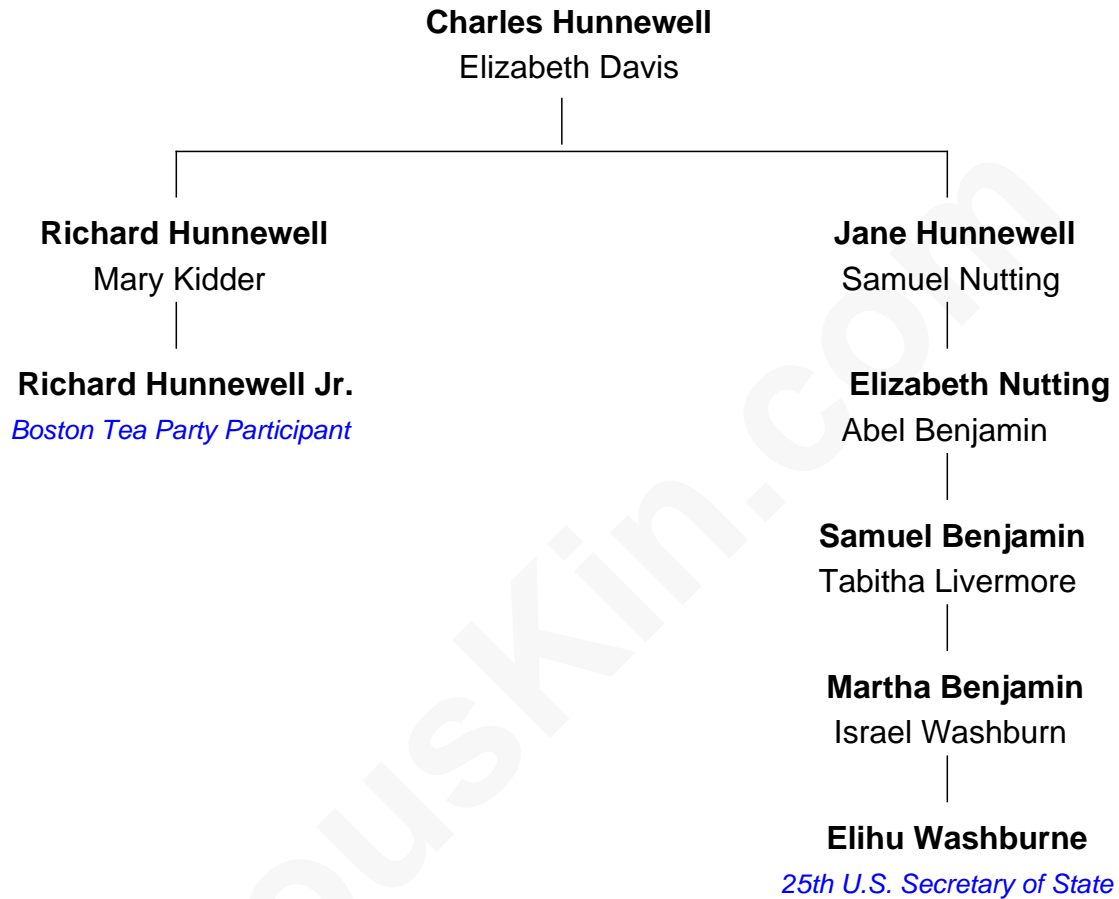 Charles Hunnewell
Elizabeth Davis
Richard Hunnewell
Mary Kidder
Richard Hunnewell Jr.
Boston Tea Party Participant
Jane Hunnewell
Samuel Nutting
Elizabeth Nutting
Abel Benjamin
Samuel Benjamin
Tabitha Livermore
Martha Benjamin
Israel Washburn
Elihu Washburne
25th U.S. Secretary of State
ouskin.com